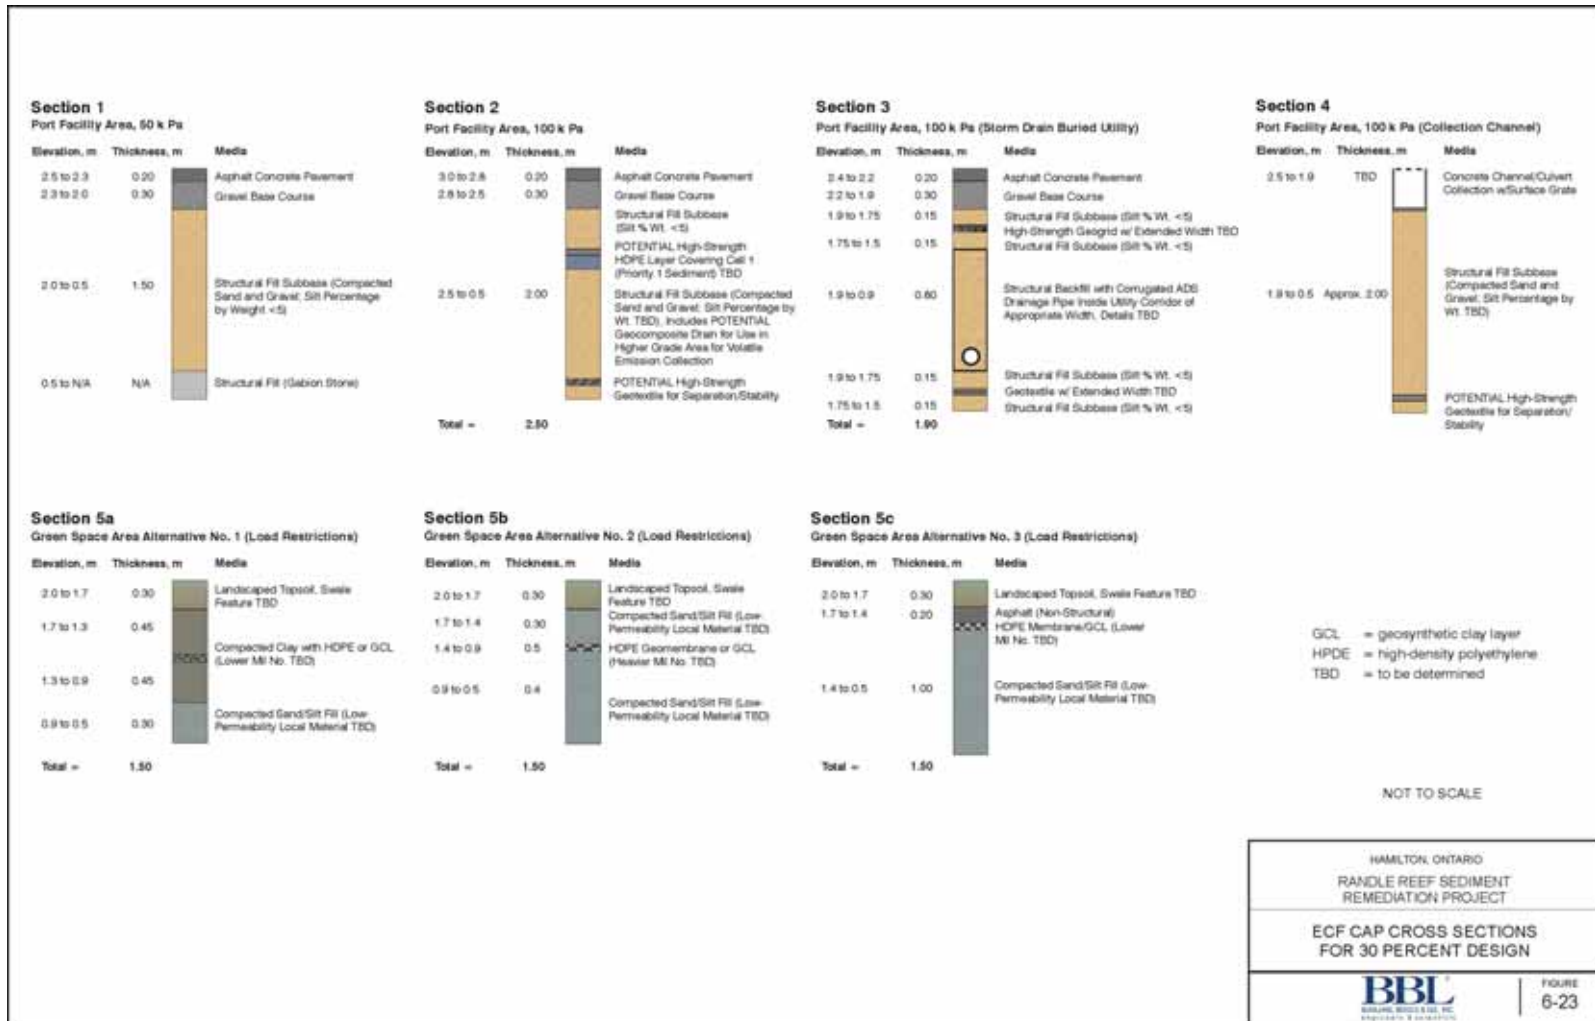 Section 1
Port Facility Area, 50 k Pa
Elevation, m Thickness, m Media
2.5 to 2.3 0.20 Asphalt Concrete Pavement
2.3 to 2.0 0.30 Gravel Base Course
2.0 to 0.5 1.50 Structural Fill Subbase (Compacted
Sand and Gravel; Silt Percentage
by Weight <5)
0.5 to N/A N/A Structural Fill (Gabion Stone)
Section 2
Port Facility Area, 100 k Pa
Elevation, m Thickness, m Media
3.0 to 2.8 0.20 Asphalt Concrete Pavement
2.8 to 2.5 0.30 Gravel Base Course
Structural Fill Subbase
(Silt % Wt. <5)
POTENTIAL High-Strength
HDPE Layer Covering Cell 1
(Priority 1 Sediment) TBD
2.5 to 0.5 2.00 Structural Fill Subbase (Compacted
Sand and Gravel; Silt Percentage by
Wt. TBD), Includes POTENTIAL
Geocomposite Drain for Use in
Higher Grade Area for Volatile
Emission Collection
POTENTIAL High-Strength
Geotextile for Separation/Stability
Total = 2.50
Section 3
Port Facility Area, 100 k Pa (Storm Drain Buried Utility)
Elevation, m Thickness, m Media
2.4 to 2.2 0.20 Asphalt Concrete Pavement
2.2 to 1.9 0.30 Gravel Base Course
1.9 to 1.75 0.15 Structural Fill Subbase (Silt % Wt. <5)
High-Strength Geogrid w/ Extended Width TBD
1.75 to 1.5 0.15 Structural Fill Subbase (Silt % Wt. <5)
1.9 to 0.9 0.60 Structural Backfill with Corrugated ADS
Drainage Pipe Inside Utility Corridor of
Appropriate Width, Details TBD
1.9 to 1.75 0.15 Structural Fill Subbase (Silt % Wt. <5)
Geotextile w/ Extended Width TBD
1.75 to 1.5 0.15 Structural Fill Subbase (Silt % Wt. <5)
Total = 1.90
Section 4
Port Facility Area, 100 k Pa (Collection Channel)
Elevation, m Thickness, m Media
2.5 to 1.9 TBD Concrete Channel/Culvert
Collection w/Surface Grate
1.9 to 0.5 Approx. 2.00 Structural Fill Subbase
(Compacted Sand and
Gravel; Silt Percentage by
Wt. TBD)
POTENTIAL High-Strength
Geotextile for Separation/
Stability
Section 5a
Green Space Area Alternative No. 1 (Load Restrictions)
Elevation, m Thickness, m Media
2.0 to 1.7 0.30 Landscaped Topsoil, Swale
Feature TBD
1.7 to 1.3 0.45
Compacted Clay with HDPE or GCL
(Lower Mil No. TBD)
1.3 to 0.9 0.45
0.9 to 0.5 0.30 Compacted Sand/Silt Fill (Low-
Permeability Local Material TBD)
Total = 1.50
Section 5b
Green Space Area Alternative No. 2 (Load Restrictions)
Elevation, m Thickness, m Media
2.0 to 1.7 0.30 Landscaped Topsoil, Swale
Feature TBD
1.7 to 1.4 0.30 Compacted Sand/Silt Fill (Low-
Permeability Local Material TBD)
1.4 to 0.9 0.5 HDPE Geomembrane or GCL
(Heavier Mil No. TBD)
0.9 to 0.5 0.4 Compacted Sand/Silt Fill (Low-
Permeability Local Material TBD)
Total = 1.50
Section 5c
Green Space Area Alternative No. 3 (Load Restrictions)
Elevation, m Thickness, m Media
2.0 to 1.7 0.30 Landscaped Topsoil, Swale Feature TBD
1.7 to 1.4 0.20 Asphalt (Non-Structural)
HDPE Membrane/GCL (Lower
Mil No. TBD)
1.4 to 0.5 1.00 Compacted Sand/Silt Fill (Low-
Permeability Local Material TBD)
Total = 1.50
GCL = geosynthetic clay layer
HPDE = high-density polyethylene
TBD = to be determined
NOT TO SCALE
HAMILTON, ONTARIO
RANDLE REEF SEDIMENT
REMEDIATION PROJECT
ECF CAP CROSS SECTIONS
FOR 30 PERCENT DESIGN
BBL
BLASLAND, BOUCK & LEE, INC.
engineers & scientists
FIGURE
6-23